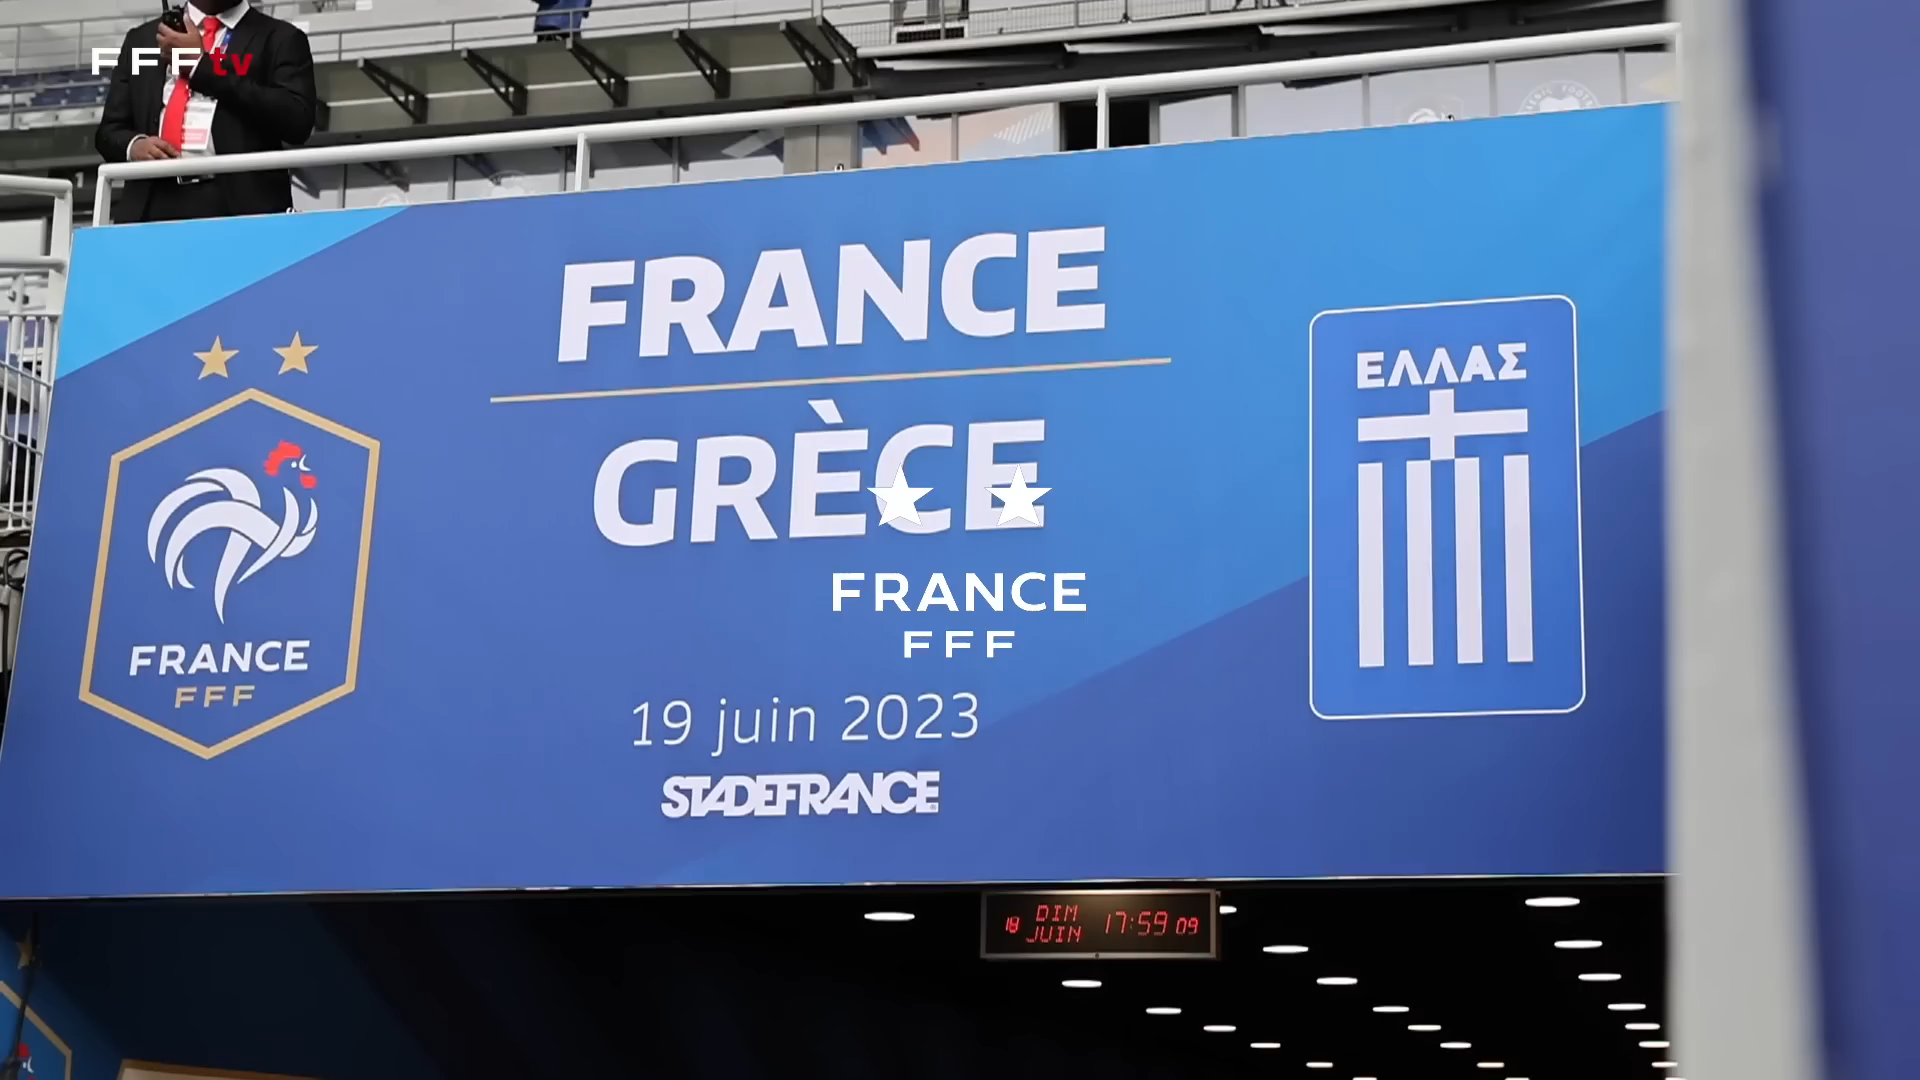 FFFtv
FRANCE
GRÈCE
ΕΛΛΑΣ
FRANCE
FFF
FRANCE
FFF
19 juin 2023
STADEFRANCE
18 DIM JUIN 17:59 09